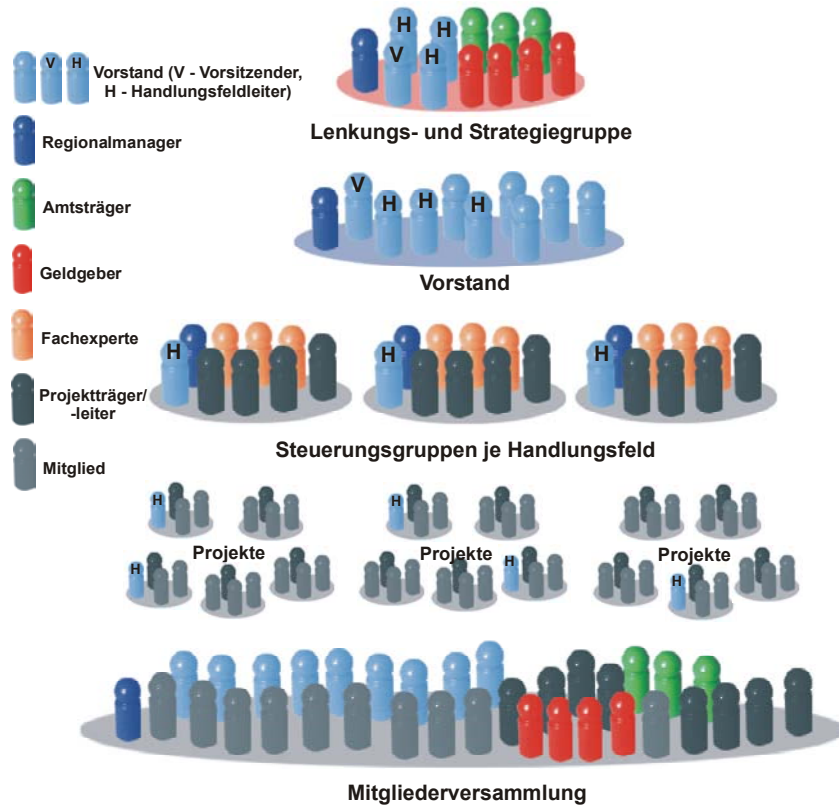 H
H
V
H
V H
Vorstand (V - Vorsitzender,
H - Handlungsfeldleiter)
Lenkungs- und Strategiegruppe
Regionalmanager
V
H
H
H
Amtsträger
Vorstand
Geldgeber
Fachexperte
H
H
H
Projektträger/
-leiter
Steuerungsgruppen je Handlungsfeld
Mitglied
H
H
Projekte
Projekte
Projekte
H
H
H
Mitgliederversammlung